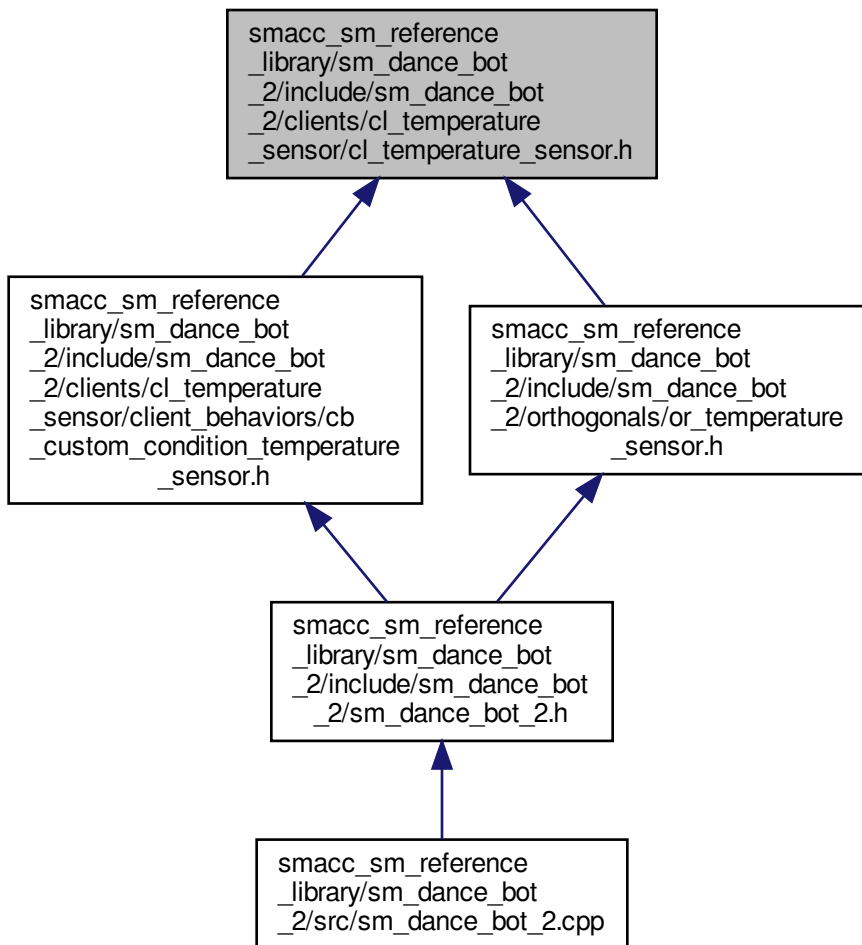 smacc_sm_reference
_library/sm_dance_bot
_2/include/sm_dance_bot
_2/clients/cl_temperature
_sensor/cl_temperature_sensor.h
smacc_sm_reference
_library/sm_dance_bot
_2/include/sm_dance_bot
_2/clients/cl_temperature
_sensor/client_behaviors/cb
_custom_condition_temperature
_sensor.h
smacc_sm_reference
_library/sm_dance_bot
_2/include/sm_dance_bot
_2/orthogonals/or_temperature
_sensor.h
smacc_sm_reference
_library/sm_dance_bot
_2/include/sm_dance_bot
_2/sm_dance_bot_2.h
smacc_sm_reference
_library/sm_dance_bot
_2/src/sm_dance_bot_2.cpp